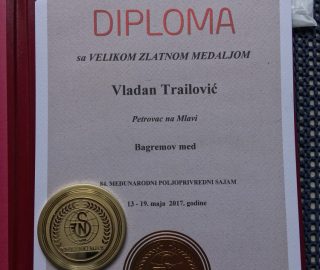 DIPLOMA
sa VELIKOM ZLATNOM MEDALJOM
Vladan Trailović
Petrovac na Mlavi
Bagremov med
84. MEĐUNARODNI POLJOPRIVREDNI SAJAM
13 - 19. maja 2017. godine